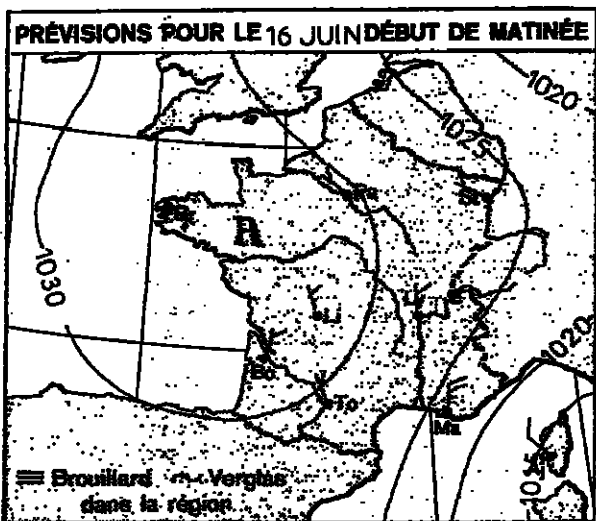 PRÉVISIONS POUR LE 16 JUIN DÉBUT DE MATINÉE
1020
1025
1030
A
Li
Bo
To
1020
Ma
Brouillard Verglas
dans la région